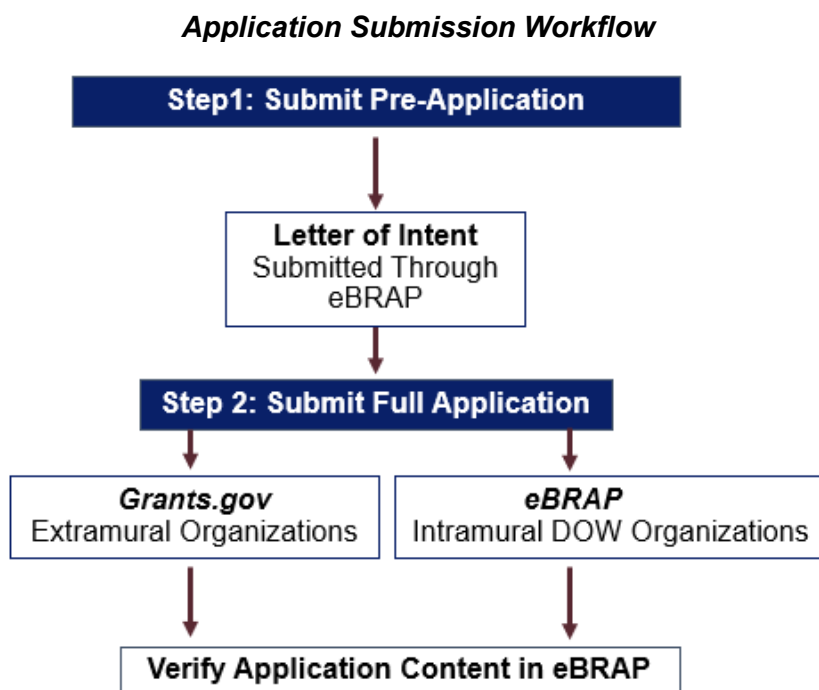 Application Submission Workflow
Step1: Submit Pre-Application
Letter of Intent
Submitted Through
eBRAP
Step 2: Submit Full Application
Grants.gov
Extramural Organizations
eBRAP
Intramural DOW Organizations
Verify Application Content in eBRAP